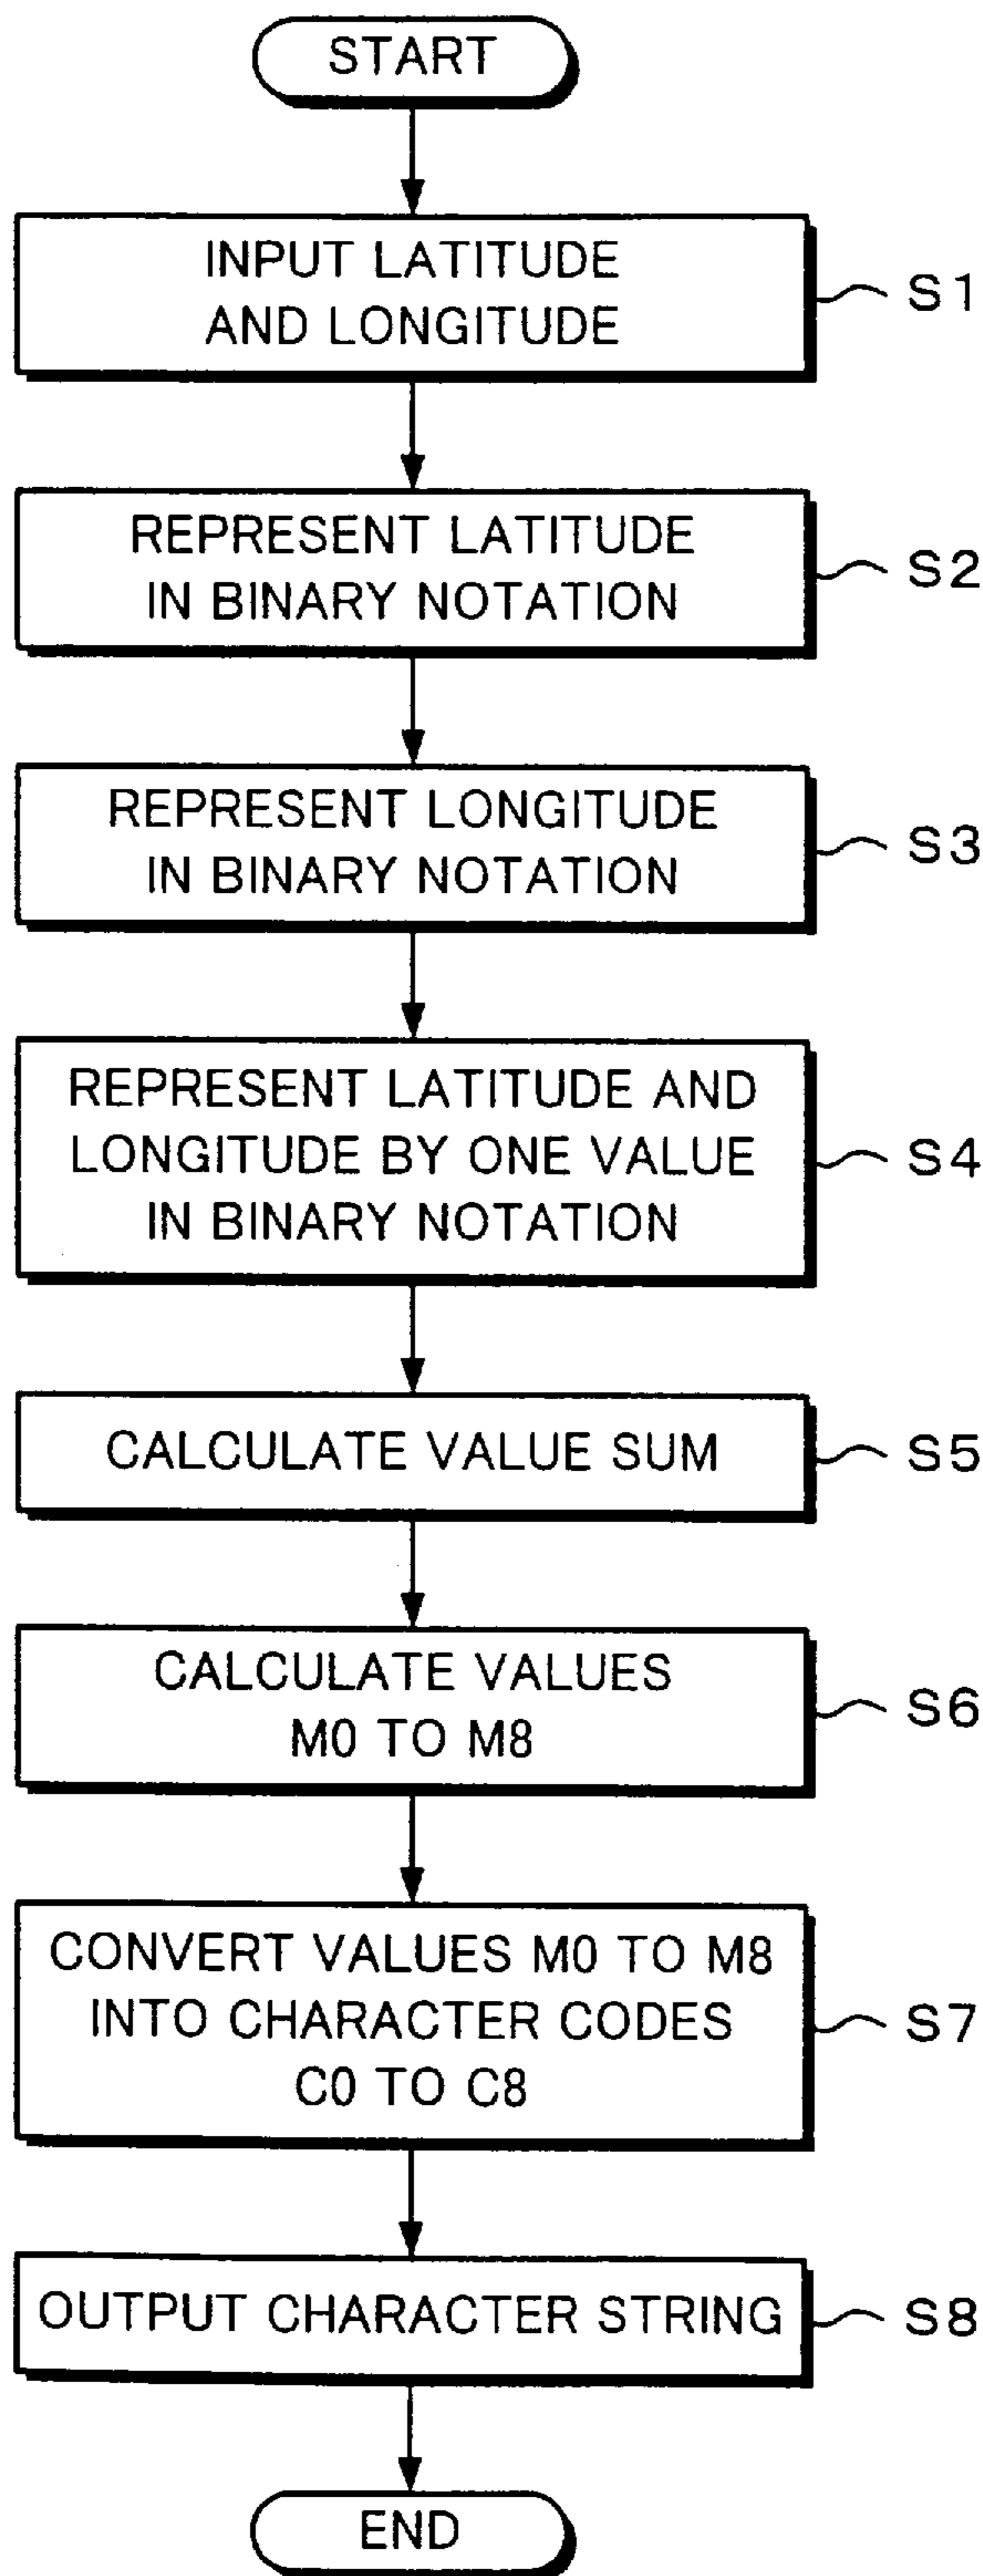 START
INPUT LATITUDE
AND LONGITUDE
S1
REPRESENT LATITUDE
IN BINARY NOTATION
S2
REPRESENT LONGITUDE
IN BINARY NOTATION
S3
REPRESENT LATITUDE AND
LONGITUDE BY ONE VALUE
IN BINARY NOTATION
S4
CALCULATE VALUE SUM
S5
CALCULATE VALUES
M0 TO M8
S6
CONVERT VALUES M0 TO M8
INTO CHARACTER CODES
C0 TO C8
S7
OUTPUT CHARACTER STRING
S8
END